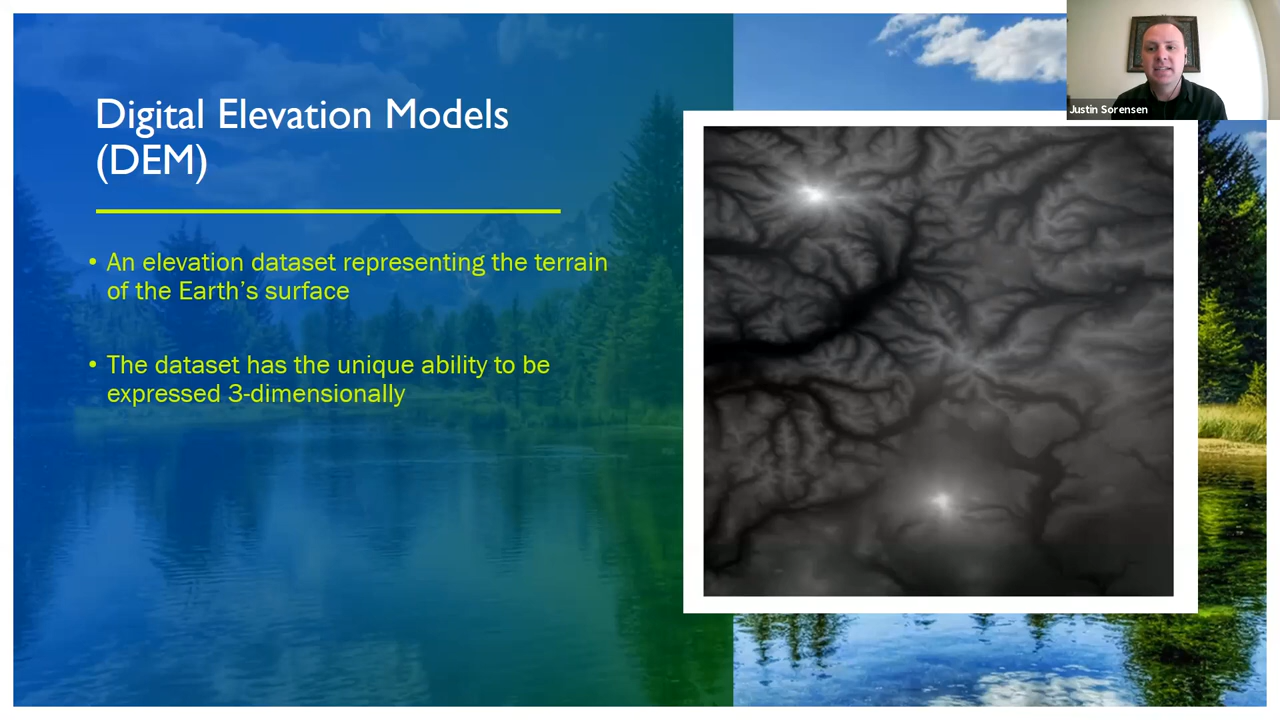 Digital Elevation Models
(DEM)
• An elevation dataset representing the terrain
of the Earth’s surface
• The dataset has the unique ability to be
expressed 3-dimensionally
Justin Sorensen